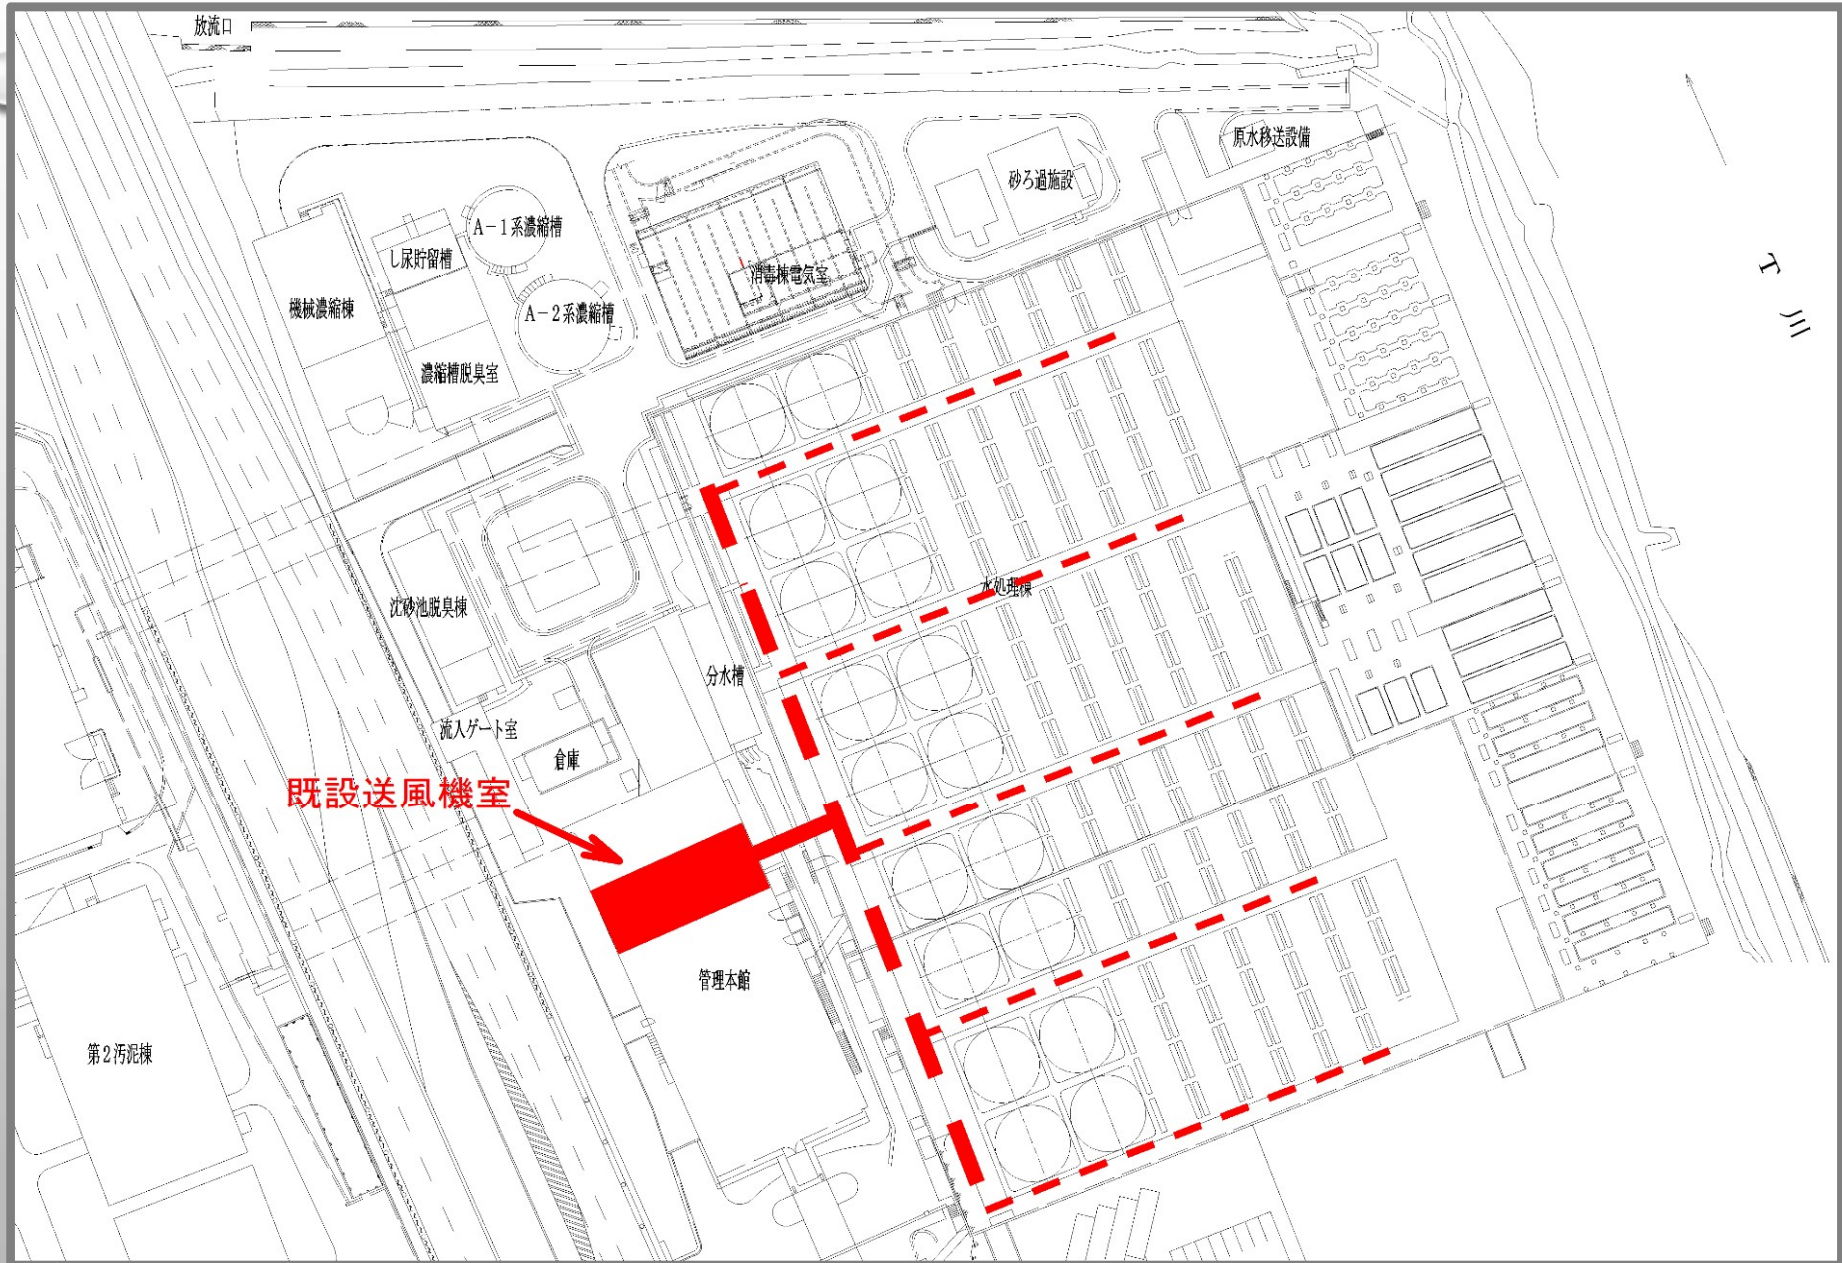 放流口
原水移送設備
砂ろ過施設
A－1系濃縮槽
し尿貯留槽
消毒棟電気室
T川
機械濃縮棟
A－2系濃縮槽
濃縮槽脱臭室
水処理棟
沈砂池脱臭棟
分水槽
流入ゲート室
倉庫
既設送風機室
管理本館
第2汚泥棟